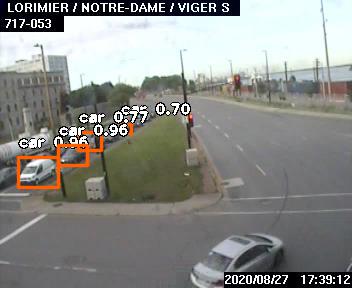 LORIMIER / NOTRE-DAME / VIGER S
717-053
car 0.70
car 0.77
car 0.96
car 0.96
2020/08/27 17:39:12